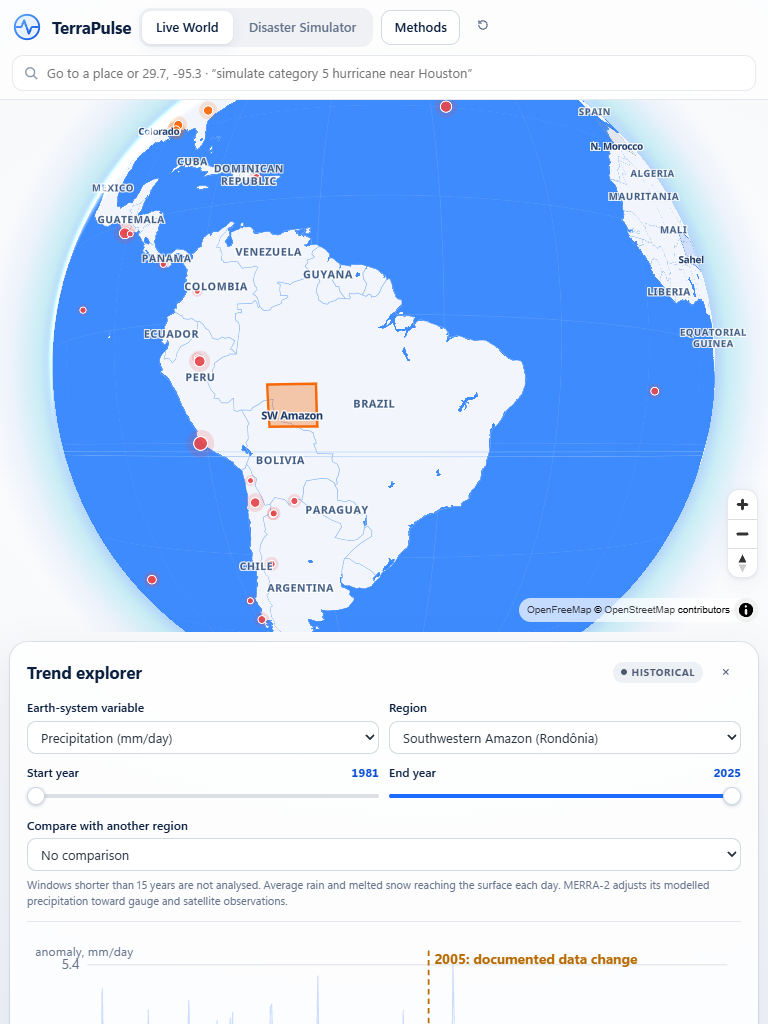 TerraPulse
Live World
Disaster Simulator
Methods
Go to a place or 29.7, -95.3 · “simulate category 5 hurricane near Houston”
SPAIN
Colorado
N. Morocco
CUBA
DOMINICAN
REPUBLIC
ALGERIA
MEXICO
MAURITANIA
GUATEMALA
MALI
VENEZUELA
PANAMA
Sahel
GUYANA
COLOMBIA
LIBERIA
ECUADOR
EQUATORIAL
GUINEA
PERU
BRAZIL
SW Amazon
BOLIVIA
PARAGUAY
CHILE
ARGENTINA
OpenFreeMap © OpenStreetMap contributors
Trend explorer
HISTORICAL
×
Earth-system variable
Region
Precipitation (mm/day)
Southwestern Amazon (Rondônia)
Start year
1981
End year
2025
Compare with another region
No comparison
Windows shorter than 15 years are not analysed. Average rain and melted snow reaching the surface each day. MERRA-2 adjusts its modelled
precipitation toward gauge and satellite observations.
anomaly, mm/day
5.4
2005: documented data change